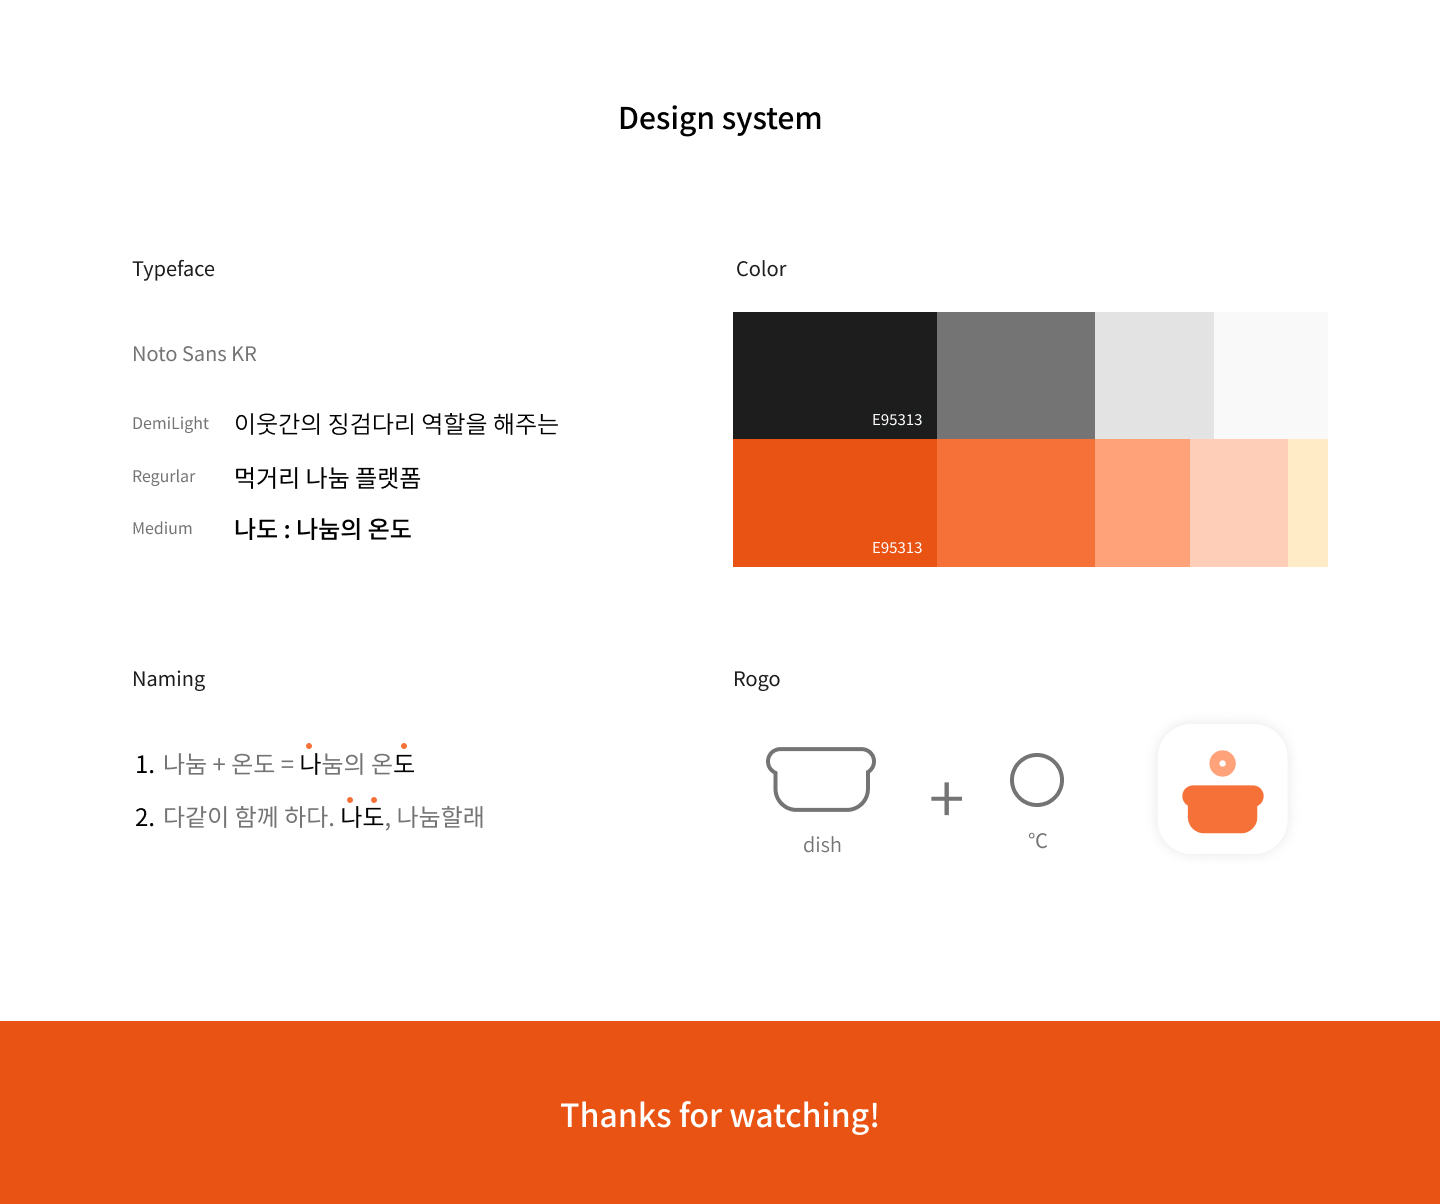 Design system
Typeface
Noto Sans KR
DemiLight 이웃간의 징검다리 역할을 해주는
Regurlar 먹거리 나눔 플랫폼
Medium 나도 : 나눔의 온도
Color
E95313
E95313
Naming
1. 나눔 + 온도 = 나눔의 온도
2. 다같이 함께 하다. 나도, 나눔할래
Rogo
+
dish
℃
Thanks for watching!